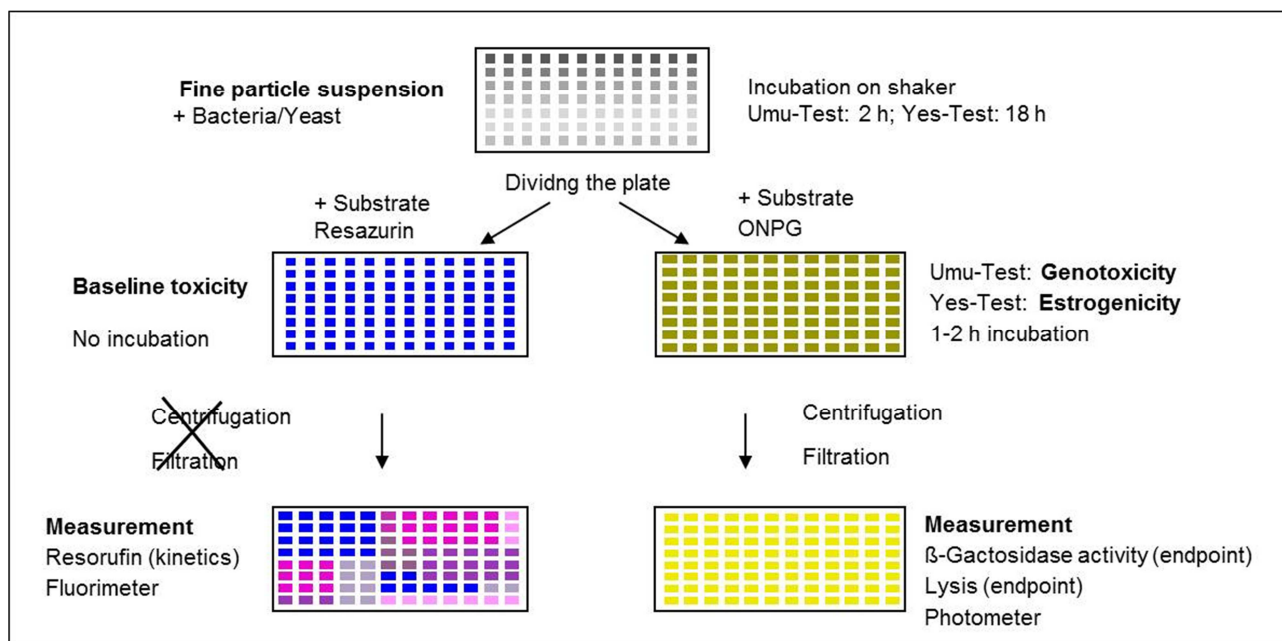 Fine particle suspension
+ Bacteria/Yeast
Incubation on shaker
Umu-Test: 2 h; Yes-Test: 18 h
Dividng the plate
+ Substrate
Resazurin
+ Substrate
ONPG
Baseline toxicity
No incubation
Umu-Test: Genotoxicity
Yes-Test: Estrogenicity
1-2 h incubation
Centrifugation
Filtration
Centrifugation
Filtration
Measurement
Resorufin (kinetics)
Fluorimeter
Measurement
ß-Gactosidase activity (endpoint)
Lysis (endpoint)
Photometer